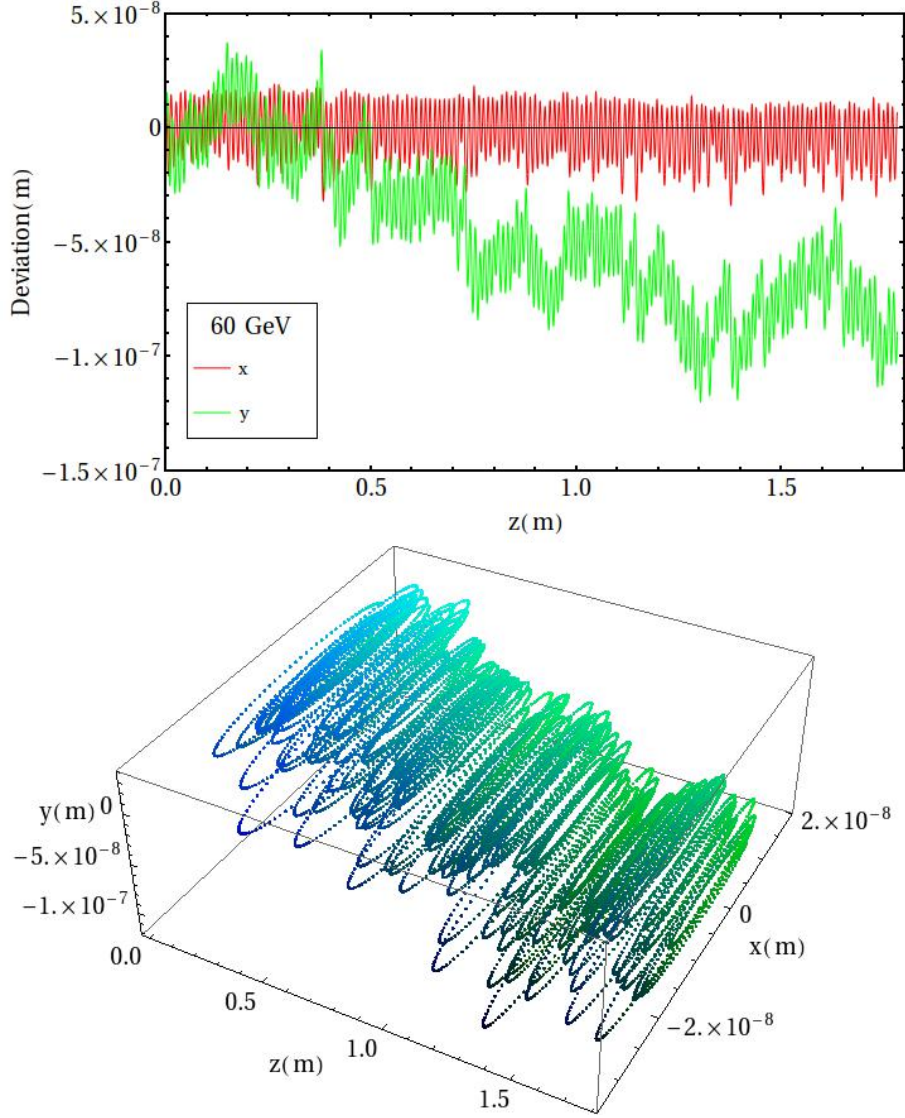 5.×10⁻⁸
0
−5.×10⁻⁸
−1.×10⁻⁷
−1.5×10⁻⁷
Deviation(m)
60 GeV
x
y
0.0 0.5 1.0 1.5
z(m)
y(m)
0
−5.×10⁻⁸
−1.×10⁻⁷
0.0
0.5
1.0
1.5
z(m)
2.×10⁻⁸
0
x(m)
−2.×10⁻⁸